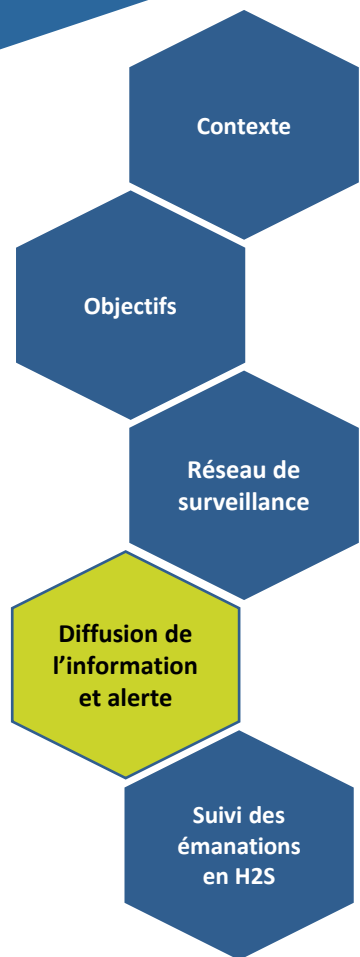 Contexte
Objectifs
Réseau de
surveillance
Diffusion de
l’information
et alerte
Suivi des
émanations
en H2S